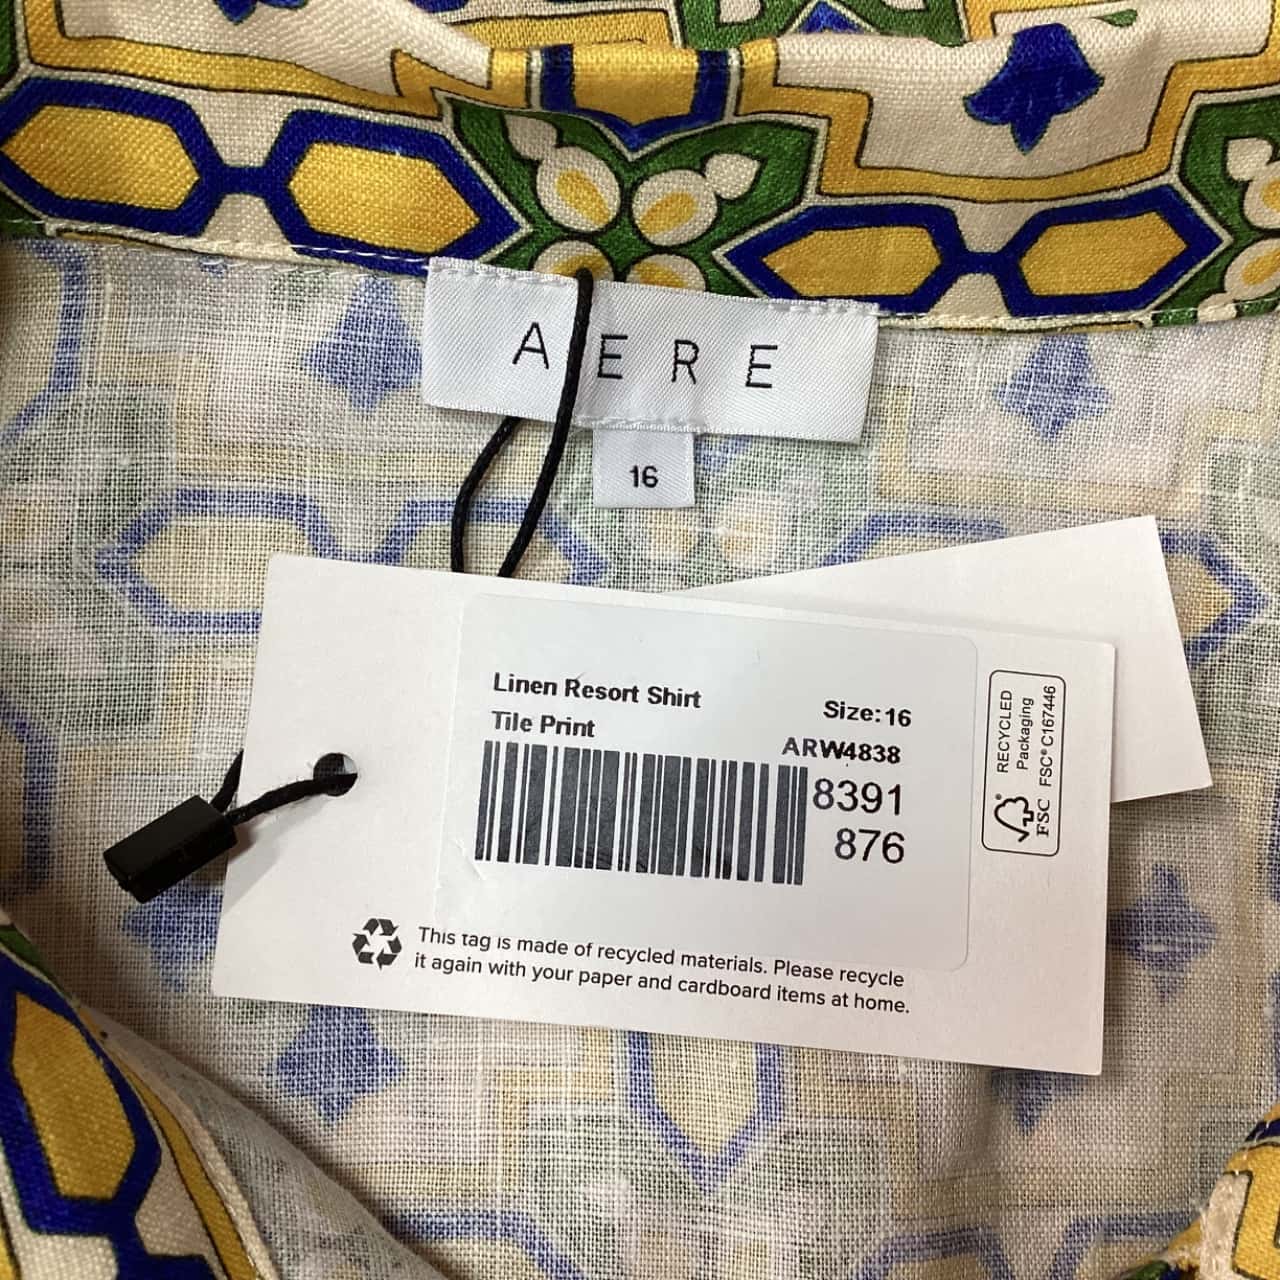 AERE
16
Linen Resort Shirt
Size:16
Tile Print
ARW4838
8391
876
RECYCLED
Packaging
FSC® C167446
FSC
This tag is made of recycled materials. Please recycle
it again with your paper and cardboard items at home.